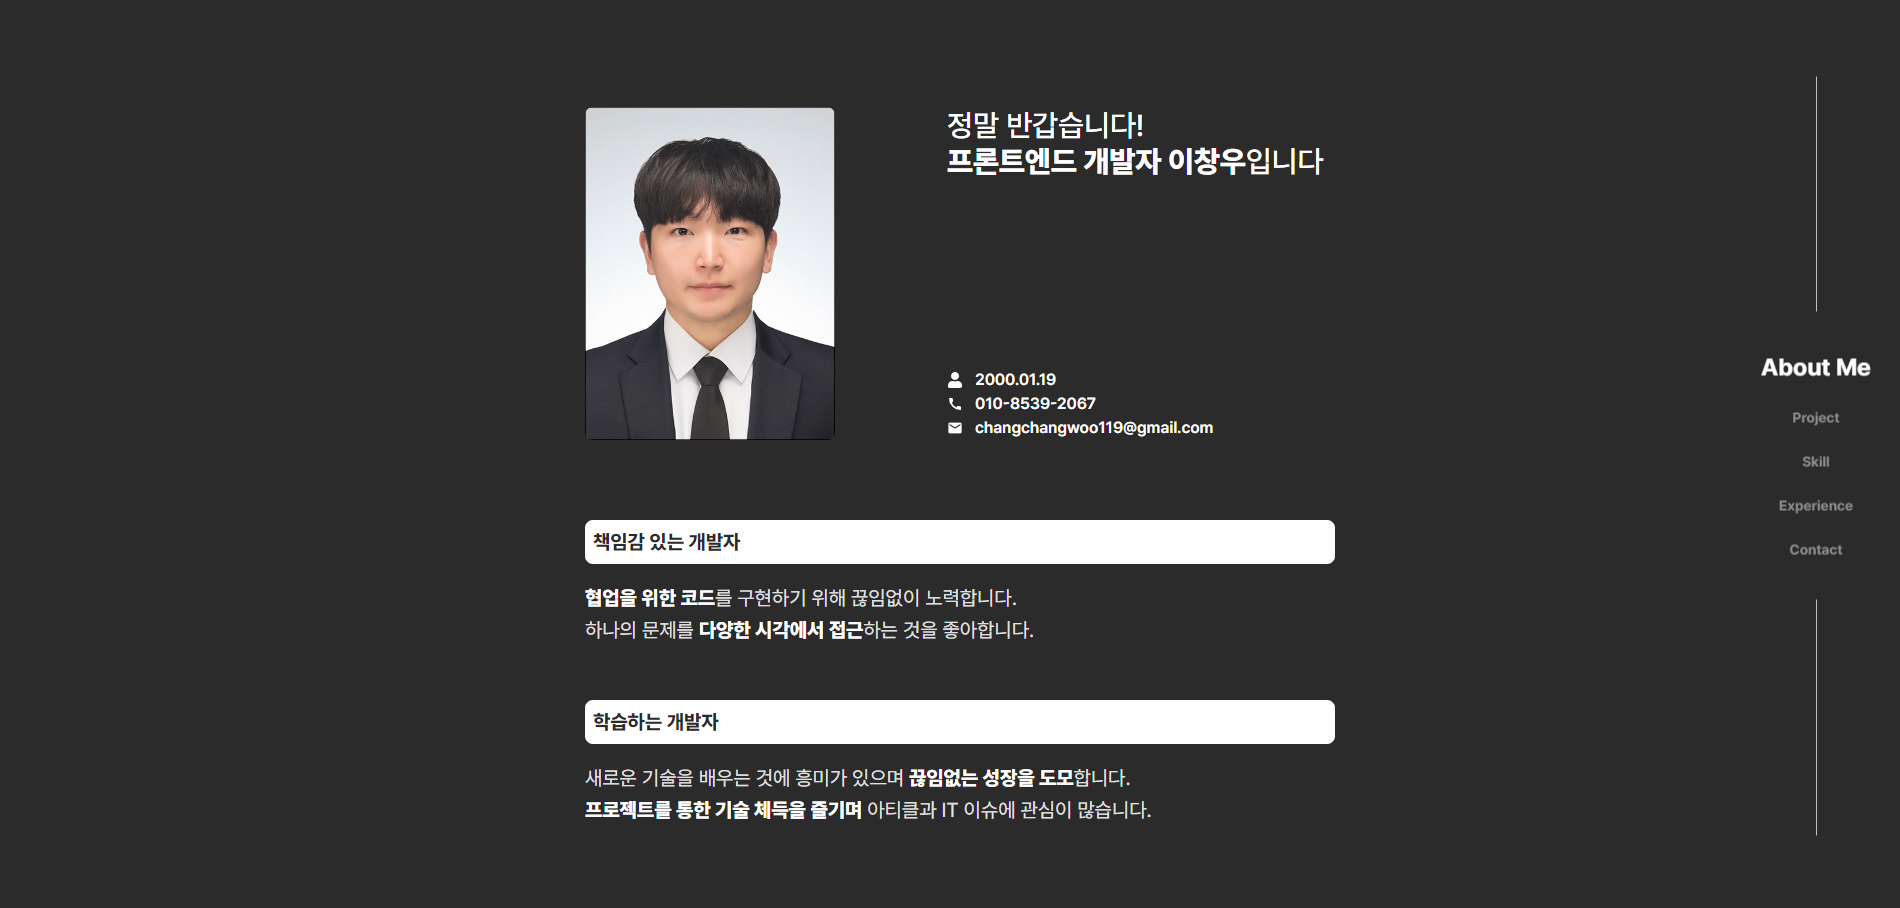 정말 반갑습니다!
프론트엔드 개발자 이창우입니다
2000.01.19
010-8539-2067
changchangwoo119@gmail.com
책임감 있는 개발자
협업을 위한 코드를 구현하기 위해 끊임없이 노력합니다.
하나의 문제를 다양한 시각에서 접근하는 것을 좋아합니다.
학습하는 개발자
새로운 기술을 배우는 것에 흥미가 있으며 끊임없는 성장을 도모합니다.
프로젝트를 통한 기술 체득을 즐기며 아티클과 IT 이슈에 관심이 많습니다.
About Me
Project
Skill
Experience
Contact